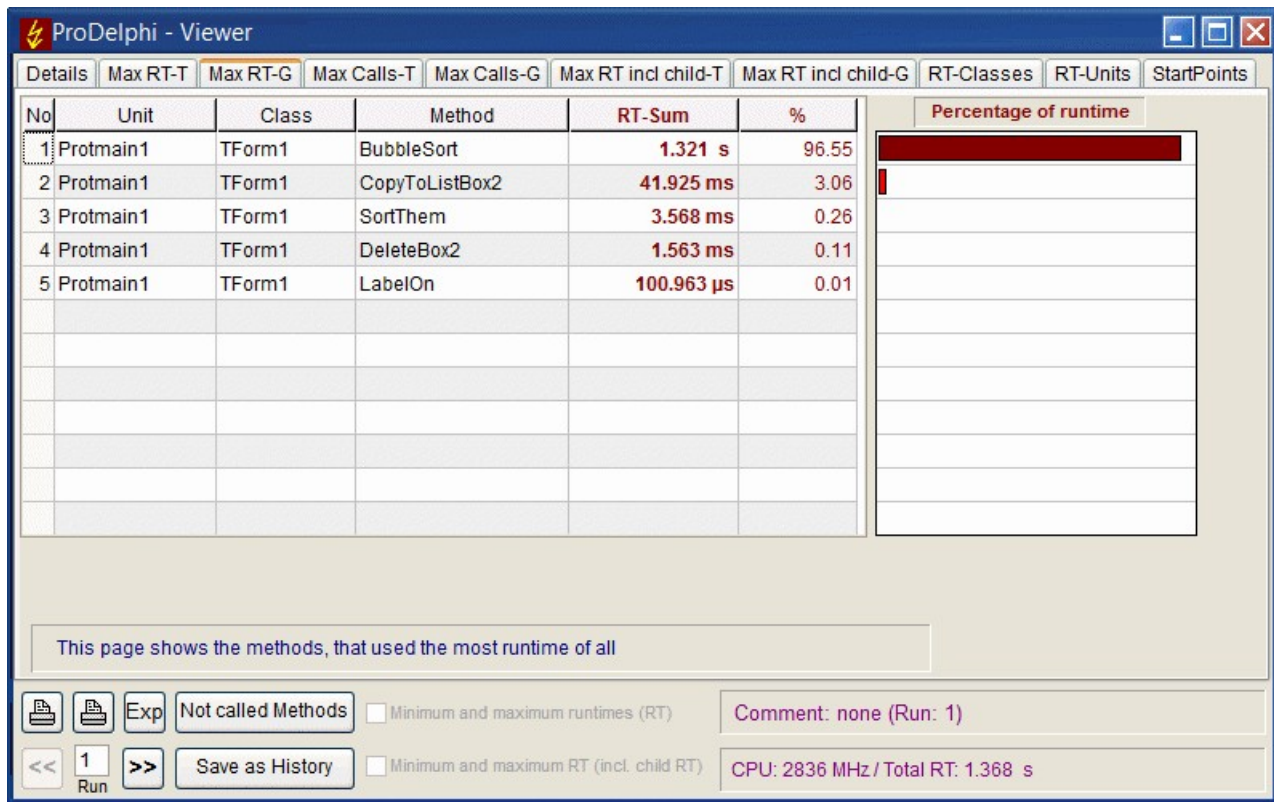 ProDelphi - Viewer
Details Max RT-T Max RT-G Max Calls-T Max Calls-G Max RT incl child-T Max RT incl child-G RT-Classes RT-Units StartPoints
No Unit Class Method RT-Sum % Percentage of runtime
1 Protmain1 TForm1 BubbleSort 1.321 s 96.55
2 Protmain1 TForm1 CopyToListBox2 41.925 ms 3.06
3 Protmain1 TForm1 SortThem 3.568 ms 0.26
4 Protmain1 TForm1 DeleteBox2 1.563 ms 0.11
5 Protmain1 TForm1 LabelOn 100.963 µs 0.01
This page shows the methods, that used the most runtime of all
Exp Not called Methods Minimum and maximum runtimes (RT) Comment: none (Run: 1)
<< 1 >> Save as History Minimum and maximum RT (incl. child RT) CPU: 2836 MHz / Total RT: 1.368 s
Run